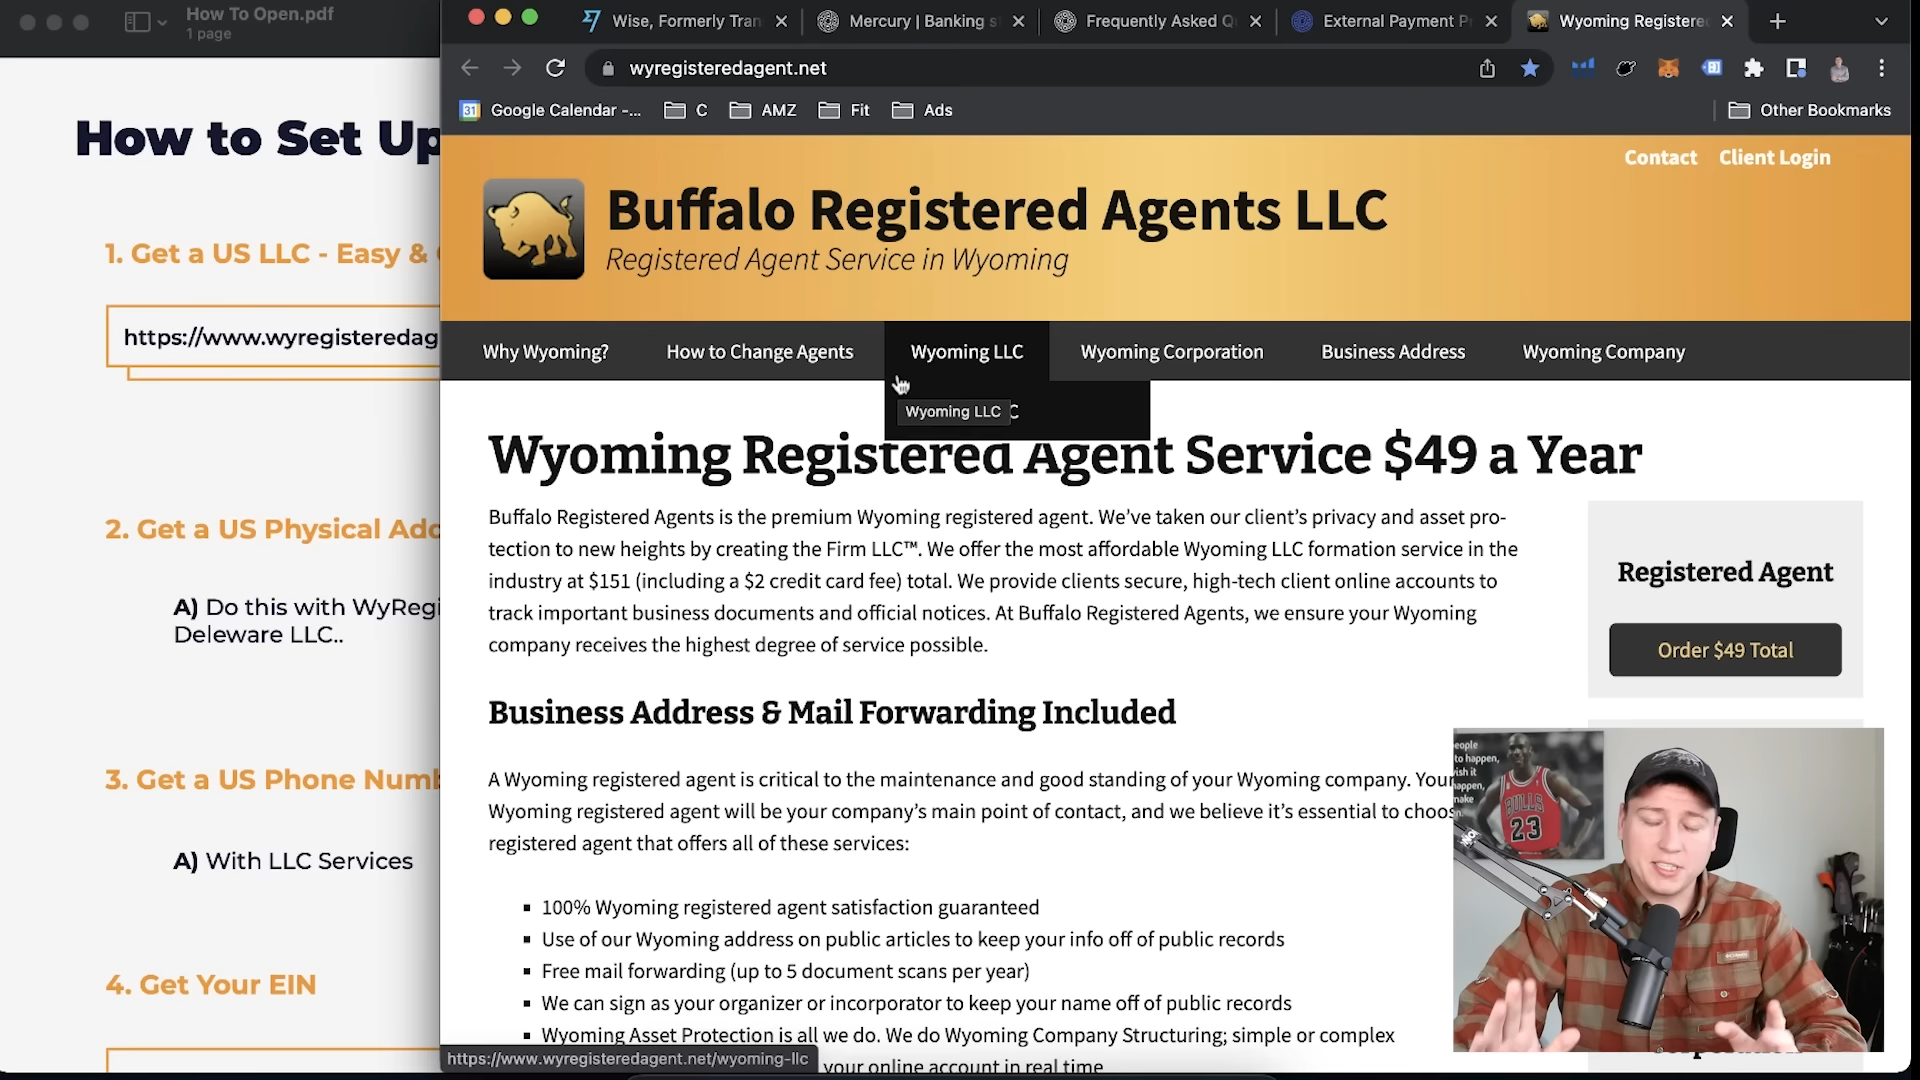 How To Open.pdf
1 page
Wise, Formerly Tran
Mercury | Banking s
Frequently Asked Q
External Payment P
Wyoming Registere
wyregisteredagent.net
31 Google Calendar -... C AMZ Fit Ads Other Bookmarks
How to Set Up
1. Get a US LLC - Easy &
https://www.wyregisteredag
2. Get a US Physical Add
A) Do this with WyRegi
Deleware LLC..
3. Get a US Phone Numb
A) With LLC Services
4. Get Your EIN
Contact Client Login
Buffalo Registered Agents LLC
Registered Agent Service in Wyoming
Why Wyoming? How to Change Agents Wyoming LLC Wyoming Corporation Business Address Wyoming Company
Wyoming LLC C
Wyoming Registered Agent Service $49 a Year
Buffalo Registered Agents is the premium Wyoming registered agent. We’ve taken our client’s privacy and asset pro-
tection to new heights by creating the Firm LLC™. We offer the most affordable Wyoming LLC formation service in the
industry at $151 (including a $2 credit card fee) total. We provide clients secure, high-tech client online accounts to
track important business documents and official notices. At Buffalo Registered Agents, we ensure your Wyoming
company receives the highest degree of service possible.
Registered Agent
Order $49 Total
Business Address & Mail Forwarding Included
A Wyoming registered agent is critical to the maintenance and good standing of your Wyoming company. Your
Wyoming registered agent will be your company’s main point of contact, and we believe it’s essential to choos
registered agent that offers all of these services:
▪ 100% Wyoming registered agent satisfaction guaranteed
▪ Use of our Wyoming address on public articles to keep your info off of public records
▪ Free mail forwarding (up to 5 document scans per year)
▪ We can sign as your organizer or incorporator to keep your name off of public records
▪ Wyoming Asset Protection is all we do. We do Wyoming Company Structuring; simple or complex
your online account in real time
https://www.wyregisteredagent.net/wyoming-llc
eople
to happen,
ish it
appen,
make
BULLS
23